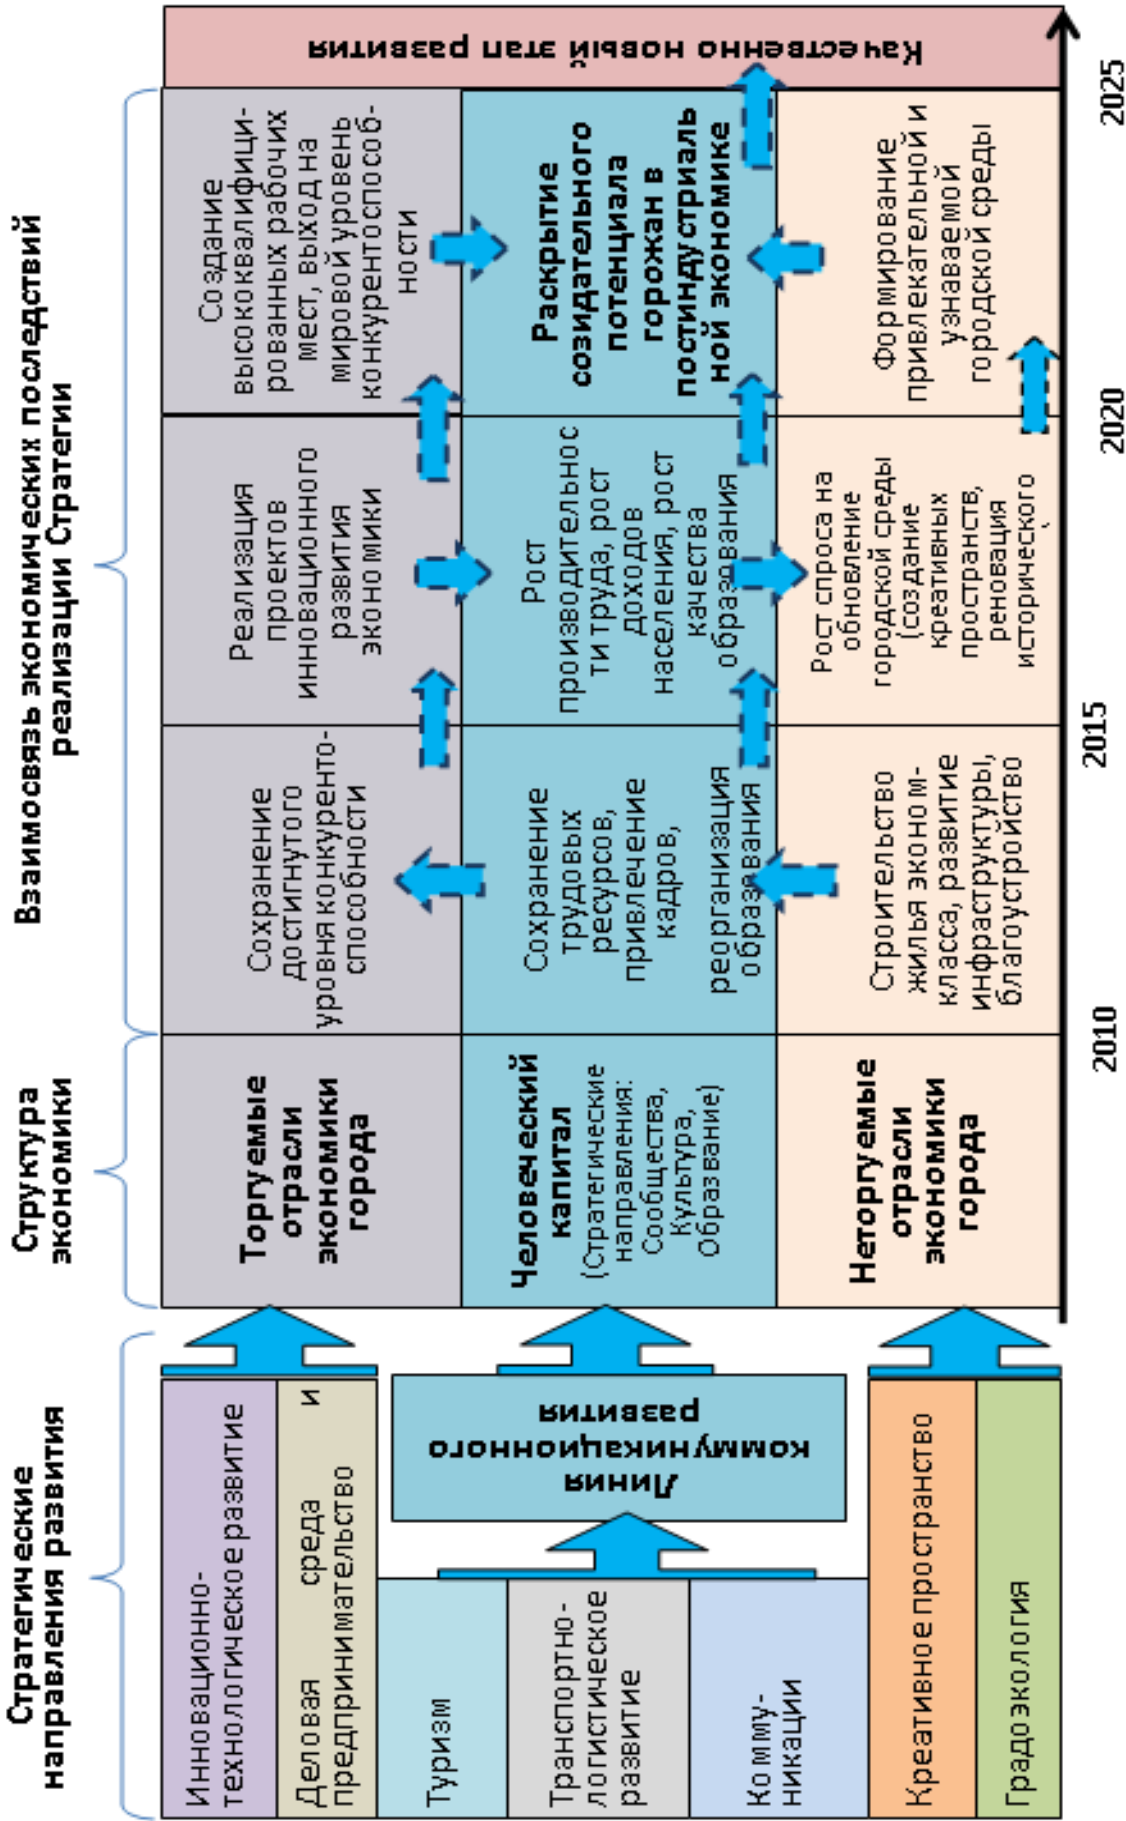 Стратегические
направления развития
Структура
экономики
Взаимосвязь экономических последствий
реализации Стратегии
Инновационно-
технологическое развитие
Деловая среда и
предпринимательство
Туризм
Транспортно-
логистическое
развитие
Комму-
никации
Креативное пространство
Градоэкология
Линия
коммуникационного
развития
Торгуемые
отрасли
экономики
города
Сохранение
достигнутого
уровня конкуренто-
способности
Реализация
проектов
инновационного
развития
экономики
Создание
высококвалифици-
рованных рабочих
мест, выход на
мировой уровень
конкурентоспособ-
ности
Человеческий
капитал
(Стратегические
направления:
Сообщества,
Культура,
Образвание)
Сохранение
трудовых
ресурсов,
привлечение
кадров,
реорганизация
образования
Рост
производительнос
ти труда, рост
доходов
населения, рост
качества
образования
Раскрытие
созидательного
потенциала
горожан в
постиндустриаль
ной экономике
Неторгуемые
отрасли
экономики
города
Строительство
жилья эконом-
класса, развитие
инфраструктуры,
благоустройство
Рост спроса на
обновление
городской среды
(создание
креативных
пространств,
реновация
исторического
Формирование
привлекательной и
узнаваемой
городской среды
Качественно новый этап развития
2010
2015
2020
2025